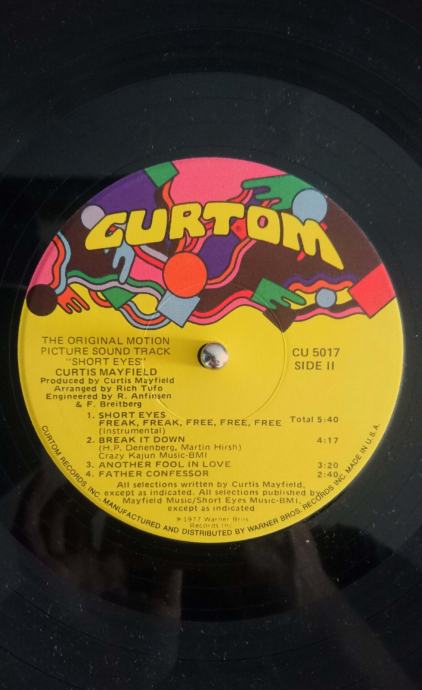 CURTOM
THE ORIGINAL MOTION
PICTURE SOUND TRACK
"SHORT EYES"
CURTIS MAYFIELD
Produced by Curtis Mayfield
Arranged by Rich Tufo
Engineered by R. Anfinsen
& F. Breitberg
CU 5017
SIDE II
1. SHORT EYES
FREAK, FREAK, FREE, FREE, FREE Total 5:40
(Instrumental)
2. BREAK IT DOWN 4:17
(H.P. Denenberg, Martin Hirsh)
Crazy Kajun Music-BMI
3. ANOTHER FOOL IN LOVE 3:20
4. FATHER CONFESSOR 2:40
All selections written by Curtis Mayfield,
except as indicated. All selections published by
Mayfield Music/Short Eyes Music-BMI,
except as indicated
℗ 1977 Warner Bros.
Records Inc.
CURTOM RECORDS, INC. MANUFACTURED AND DISTRIBUTED BY WARNER BROS. RECORDS INC. MADE IN U.S.A.